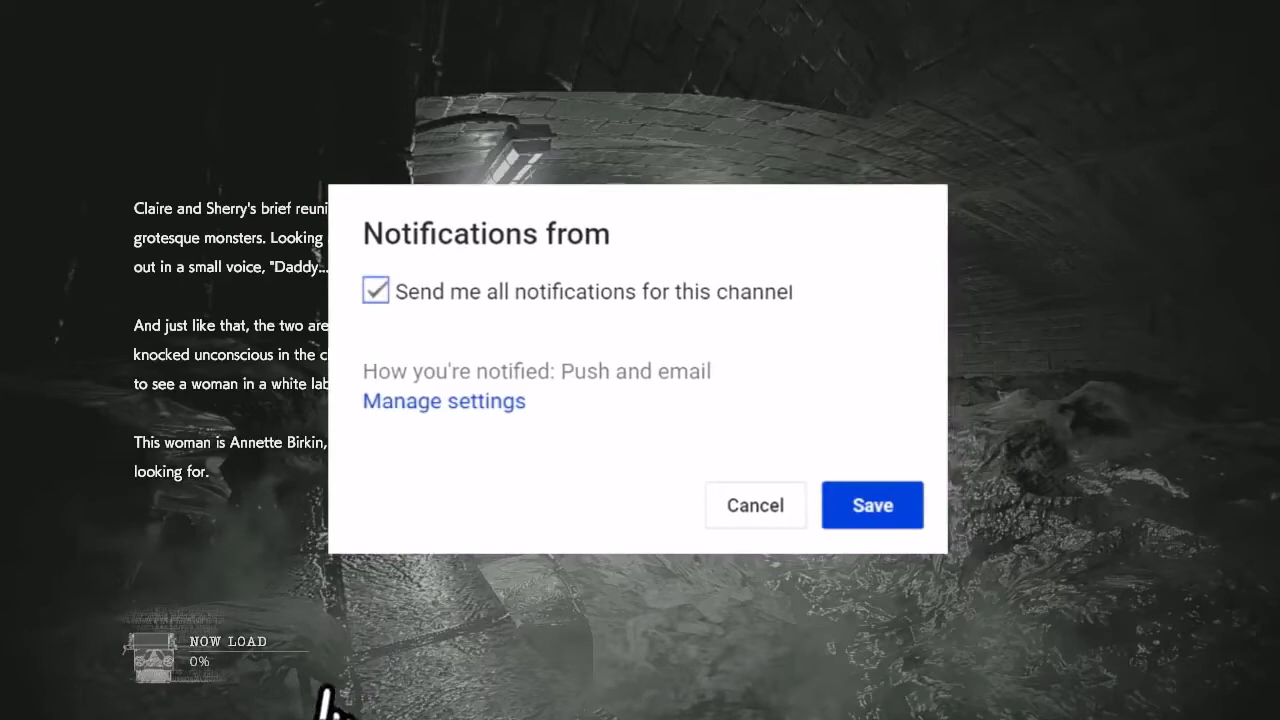 Claire and Sherry's brief
grotesque monsters. Looking
out in a small voice, "Daddy...
And just like that, the two are
knocked unconscious in the
to see a woman in a white
This woman is Annette Birkin,
looking for.
Notifications from
Send me all notifications for this channel
How you're notified: Push and email
Manage settings
Cancel
Save
NOW LOAD
0%